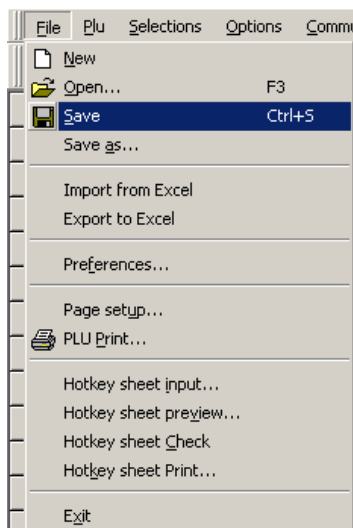 File Plu Selections Options Commu
New
Open... F3
Save Ctrl+S
Save as...
Import from Excel
Export to Excel
Preferences...
Page setup...
PLU Print...
Hotkey sheet input...
Hotkey sheet preview...
Hotkey sheet Check
Hotkey sheet Print...
Exit